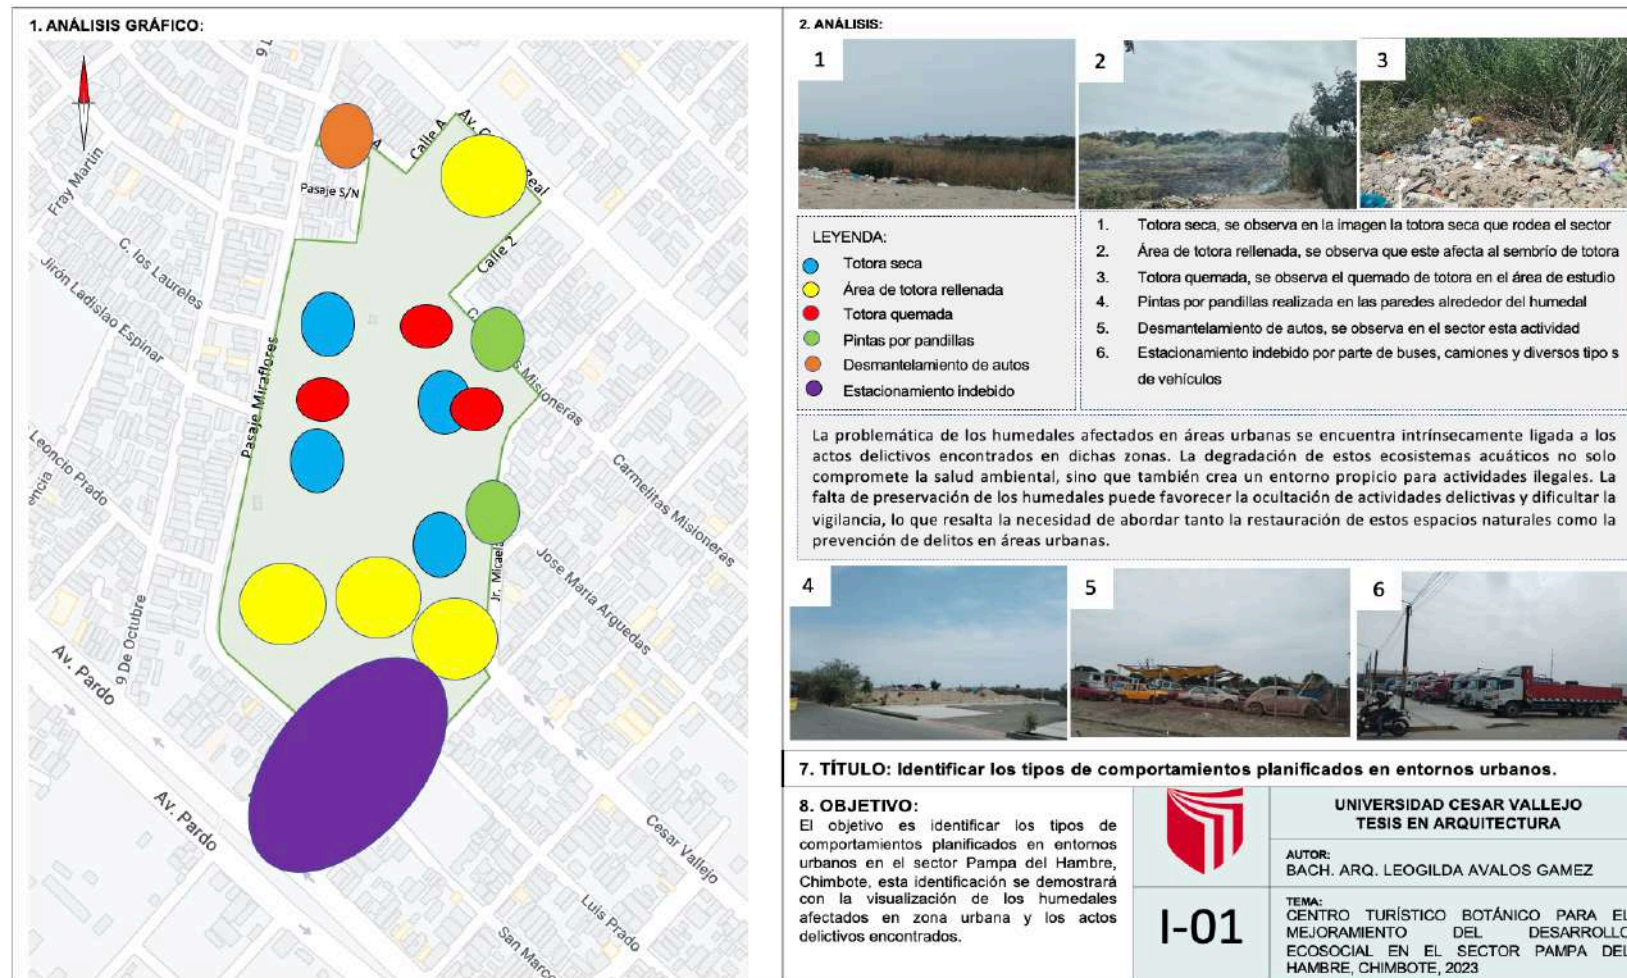 1. ANÁLISIS GRÁFICO:
Fray Martin
Pasaje S/N
Calle A
C. los Laureles
Jirón Ladislao Espinar
Calle 2
Pasaje Miraflores
Misioneras
Leoncio Prado
Carmelitas Misioneras
Jr. Micaela
Jose Maria Arguedas
9 De Octubre
Av. Pardo
Av. Pardo
Cesar Vallejo
Luis Prado
San Marco
2. ANÁLISIS:
1
2
3
LEYENDA:
Totora seca
Área de totora rellenada
Totora quemada
Pintas por pandillas
Desmantelamiento de autos
Estacionamiento indebido
1. Totora seca, se observa en la imagen la totora seca que rodea el sector
2. Área de totora rellenada, se observa que este afecta al sembrío de totora
3. Totora quemada, se observa el quemado de totora en el área de estudio
4. Pintas por pandillas realizada en las paredes alrededor del humedal
5. Desmantelamiento de autos, se observa en el sector esta actividad
6. Estacionamiento indebido por parte de buses, camiones y diversos tipo s
de vehículos
La problemática de los humedales afectados en áreas urbanas se encuentra intrínsecamente ligada a los
actos delictivos encontrados en dichas zonas. La degradación de estos ecosistemas acuáticos no solo
compromete la salud ambiental, sino que también crea un entorno propicio para actividades ilegales. La
falta de preservación de los humedales puede favorecer la ocultación de actividades delictivas y dificultar la
vigilancia, lo que resalta la necesidad de abordar tanto la restauración de estos espacios naturales como la
prevención de delitos en áreas urbanas.
4
5
6
7. TÍTULO: Identificar los tipos de comportamientos planificados en entornos urbanos.
8. OBJETIVO:
El objetivo es identificar los tipos de
comportamientos planificados en entornos
urbanos en el sector Pampa del Hambre,
Chimbote, esta identificación se demostrará
con la visualización de los humedales
afectados en zona urbana y los actos
delictivos encontrados.
I-01
UNIVERSIDAD CESAR VALLEJO
TESIS EN ARQUITECTURA
AUTOR:
BACH. ARQ. LEOGILDA AVALOS GAMEZ
TEMA:
CENTRO TURÍSTICO BOTÁNICO PARA EL
MEJORAMIENTO DEL DESARROLLO
ECOSOCIAL EN EL SECTOR PAMPA DEL
HAMBRE, CHIMBOTE, 2023